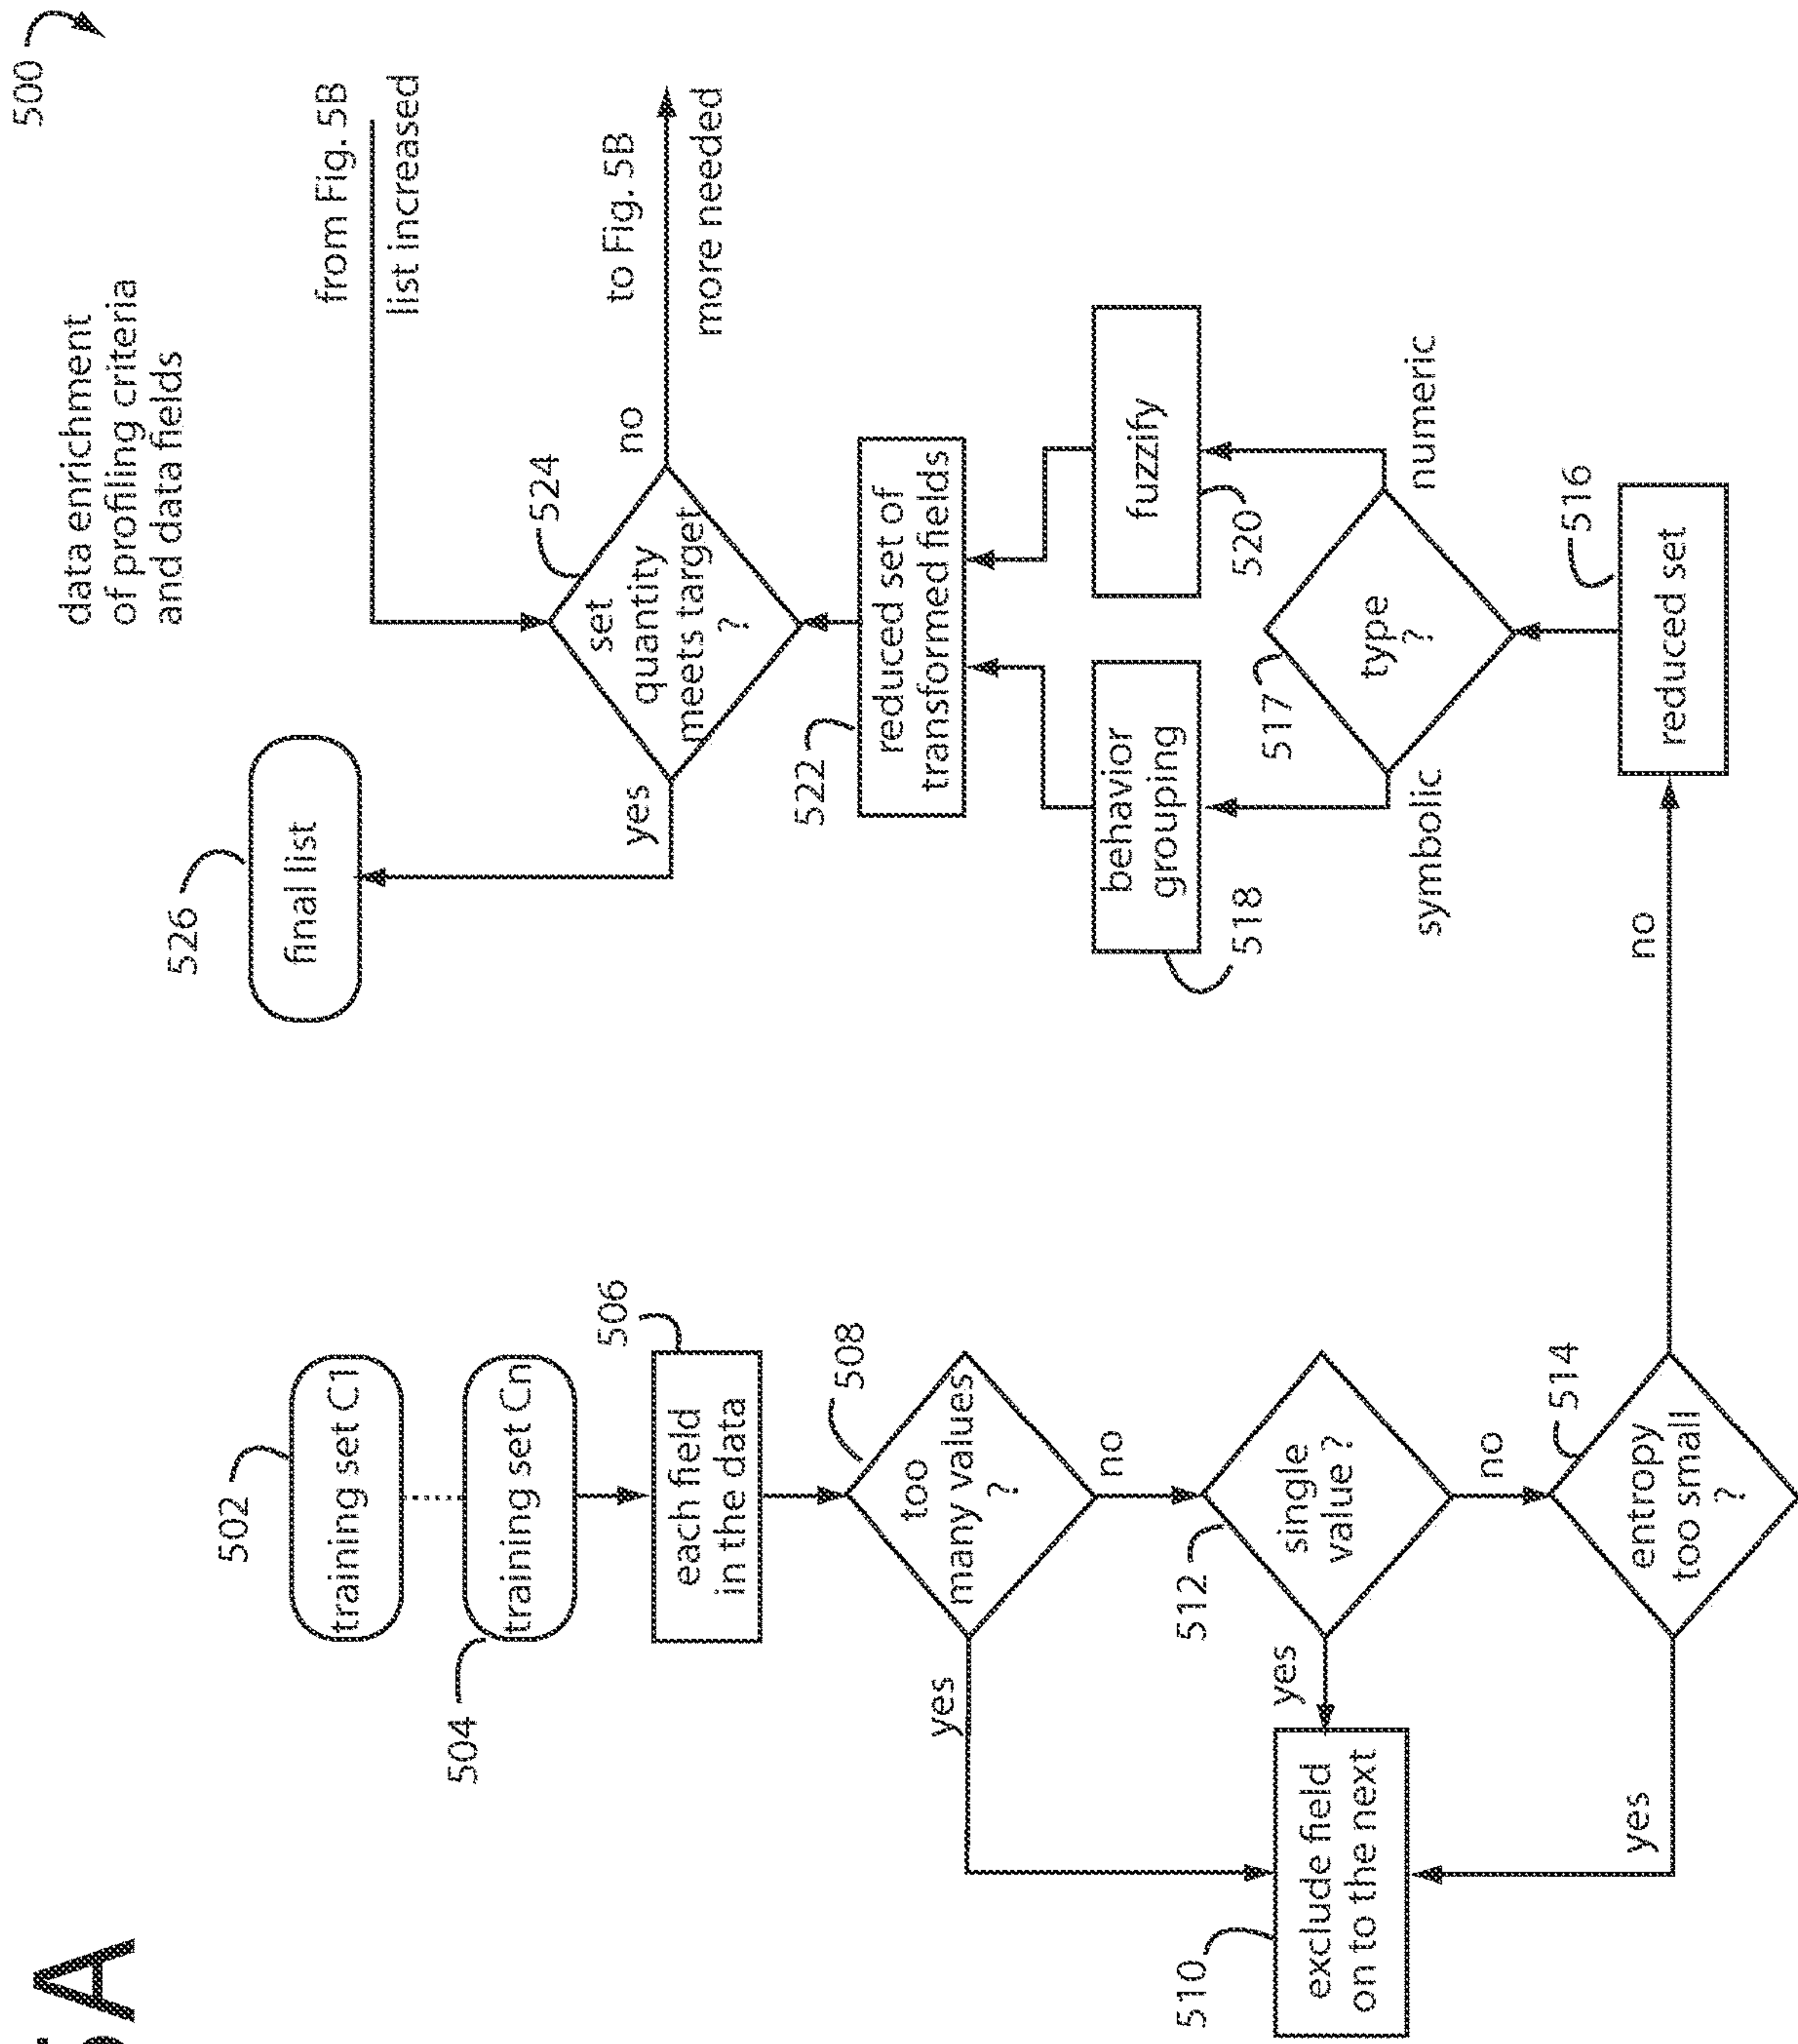 5A
500
data enrichment
of profiling criteria
and data fields
502
training set C1
504
training set Cn
506
each field
in the data
508
too
many values
?
yes
no
510
exclude field
on to the next
512
single
value ?
yes
no
514
entropy
too small
?
yes
no
526
final list
from Fig. 5B
list increased
524
set
quantity
meets target
?
yes
no
to Fig. 5B
more needed
522
reduced set of
transformed fields
518
behavior
grouping
520
fuzzify
517
type
?
symbolic
numeric
516
reduced set